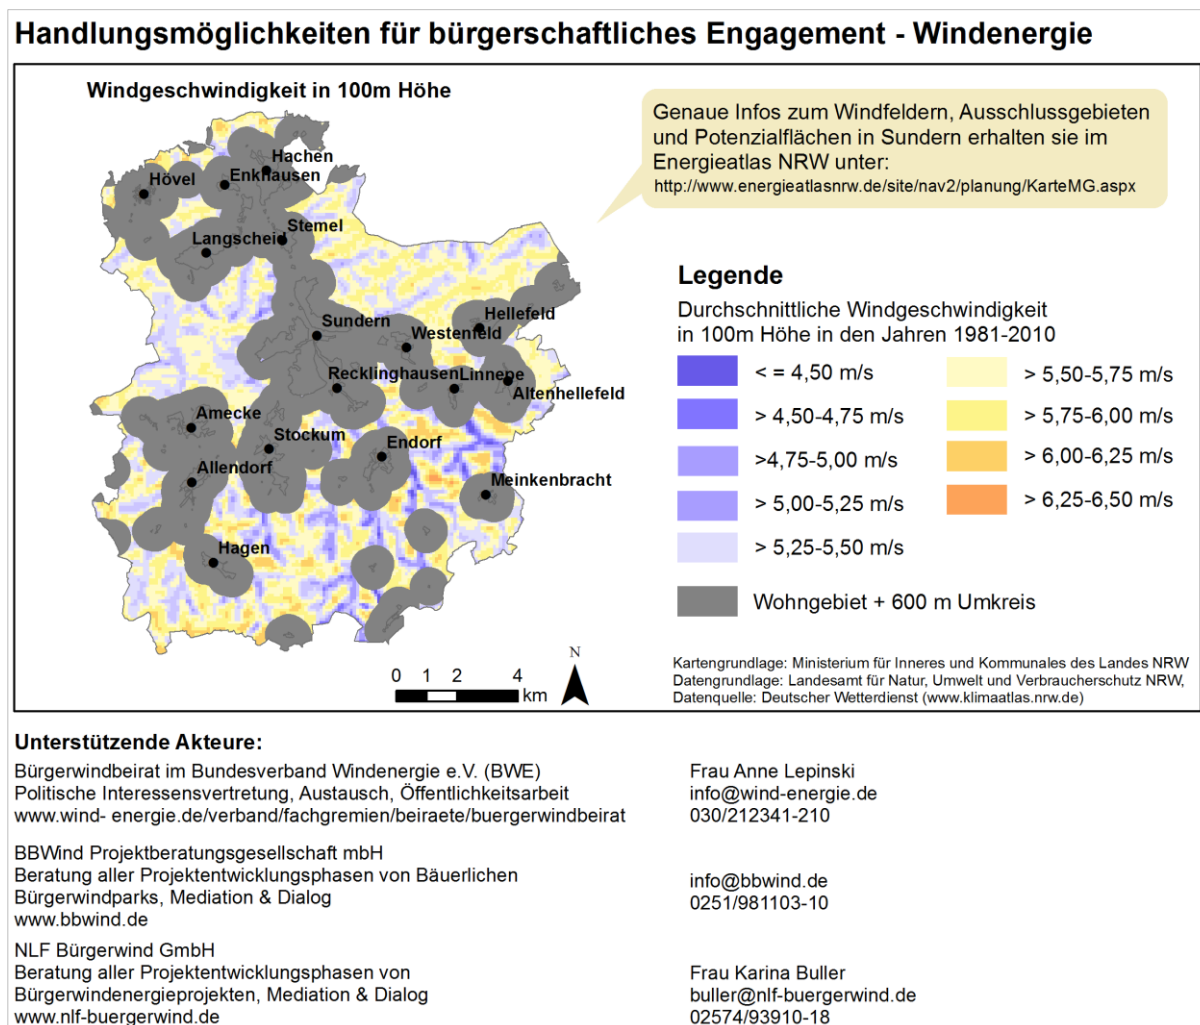 Handlungsmöglichkeiten für bürgerschaftliches Engagement - Windenergie
Windgeschwindigkeit in 100m Höhe
Genaue Infos zum Windfeldern, Ausschlussgebieten
und Potenzialflächen in Sundern erhalten sie im
Energieatlas NRW unter:
http://www.energieatlasnrw.de/site/nav2/planung/KarteMG.aspx
Hachen
Enkhausen
Hövel
Stemel
Langscheid
Hellefeld
Sundern
Westenfeld
Recklinghausen
Linnepe
Altenhellefeld
Amecke
Stockum
Endorf
Allendorf
Meinkenbracht
Hagen
Legende
Durchschnittliche Windgeschwindigkeit
in 100m Höhe in den Jahren 1981-2010
< = 4,50 m/s
> 4,50-4,75 m/s
>4,75-5,00 m/s
> 5,00-5,25 m/s
> 5,25-5,50 m/s
> 5,50-5,75 m/s
> 5,75-6,00 m/s
> 6,00-6,25 m/s
> 6,25-6,50 m/s
Wohngebiet + 600 m Umkreis
N
0 1 2 4
km
Kartengrundlage: Ministerium für Inneres und Kommunales des Landes NRW
Datengrundlage: Landesamt für Natur, Umwelt und Verbraucherschutz NRW,
Datenquelle: Deutscher Wetterdienst (www.klimaatlas.nrw.de)
Unterstützende Akteure:
Bürgerwindbeirat im Bundesverband Windenergie e.V. (BWE)
Politische Interessensvertretung, Austausch, Öffentlichkeitsarbeit
www.wind- energie.de/verband/fachgremien/beiraete/buergerwindbeirat
Frau Anne Lepinski
info@wind-energie.de
030/212341-210
BBWind Projektberatungsgesellschaft mbH
Beratung aller Projektentwicklungsphasen von Bäuerlichen
Bürgerwindparks, Mediation & Dialog
www.bbwind.de
info@bbwind.de
0251/981103-10
NLF Bürgerwind GmbH
Beratung aller Projektentwicklungsphasen von
Bürgerwindenergieprojekten, Mediation & Dialog
www.nlf-buergerwind.de
Frau Karina Buller
buller@nlf-buergerwind.de
02574/93910-18